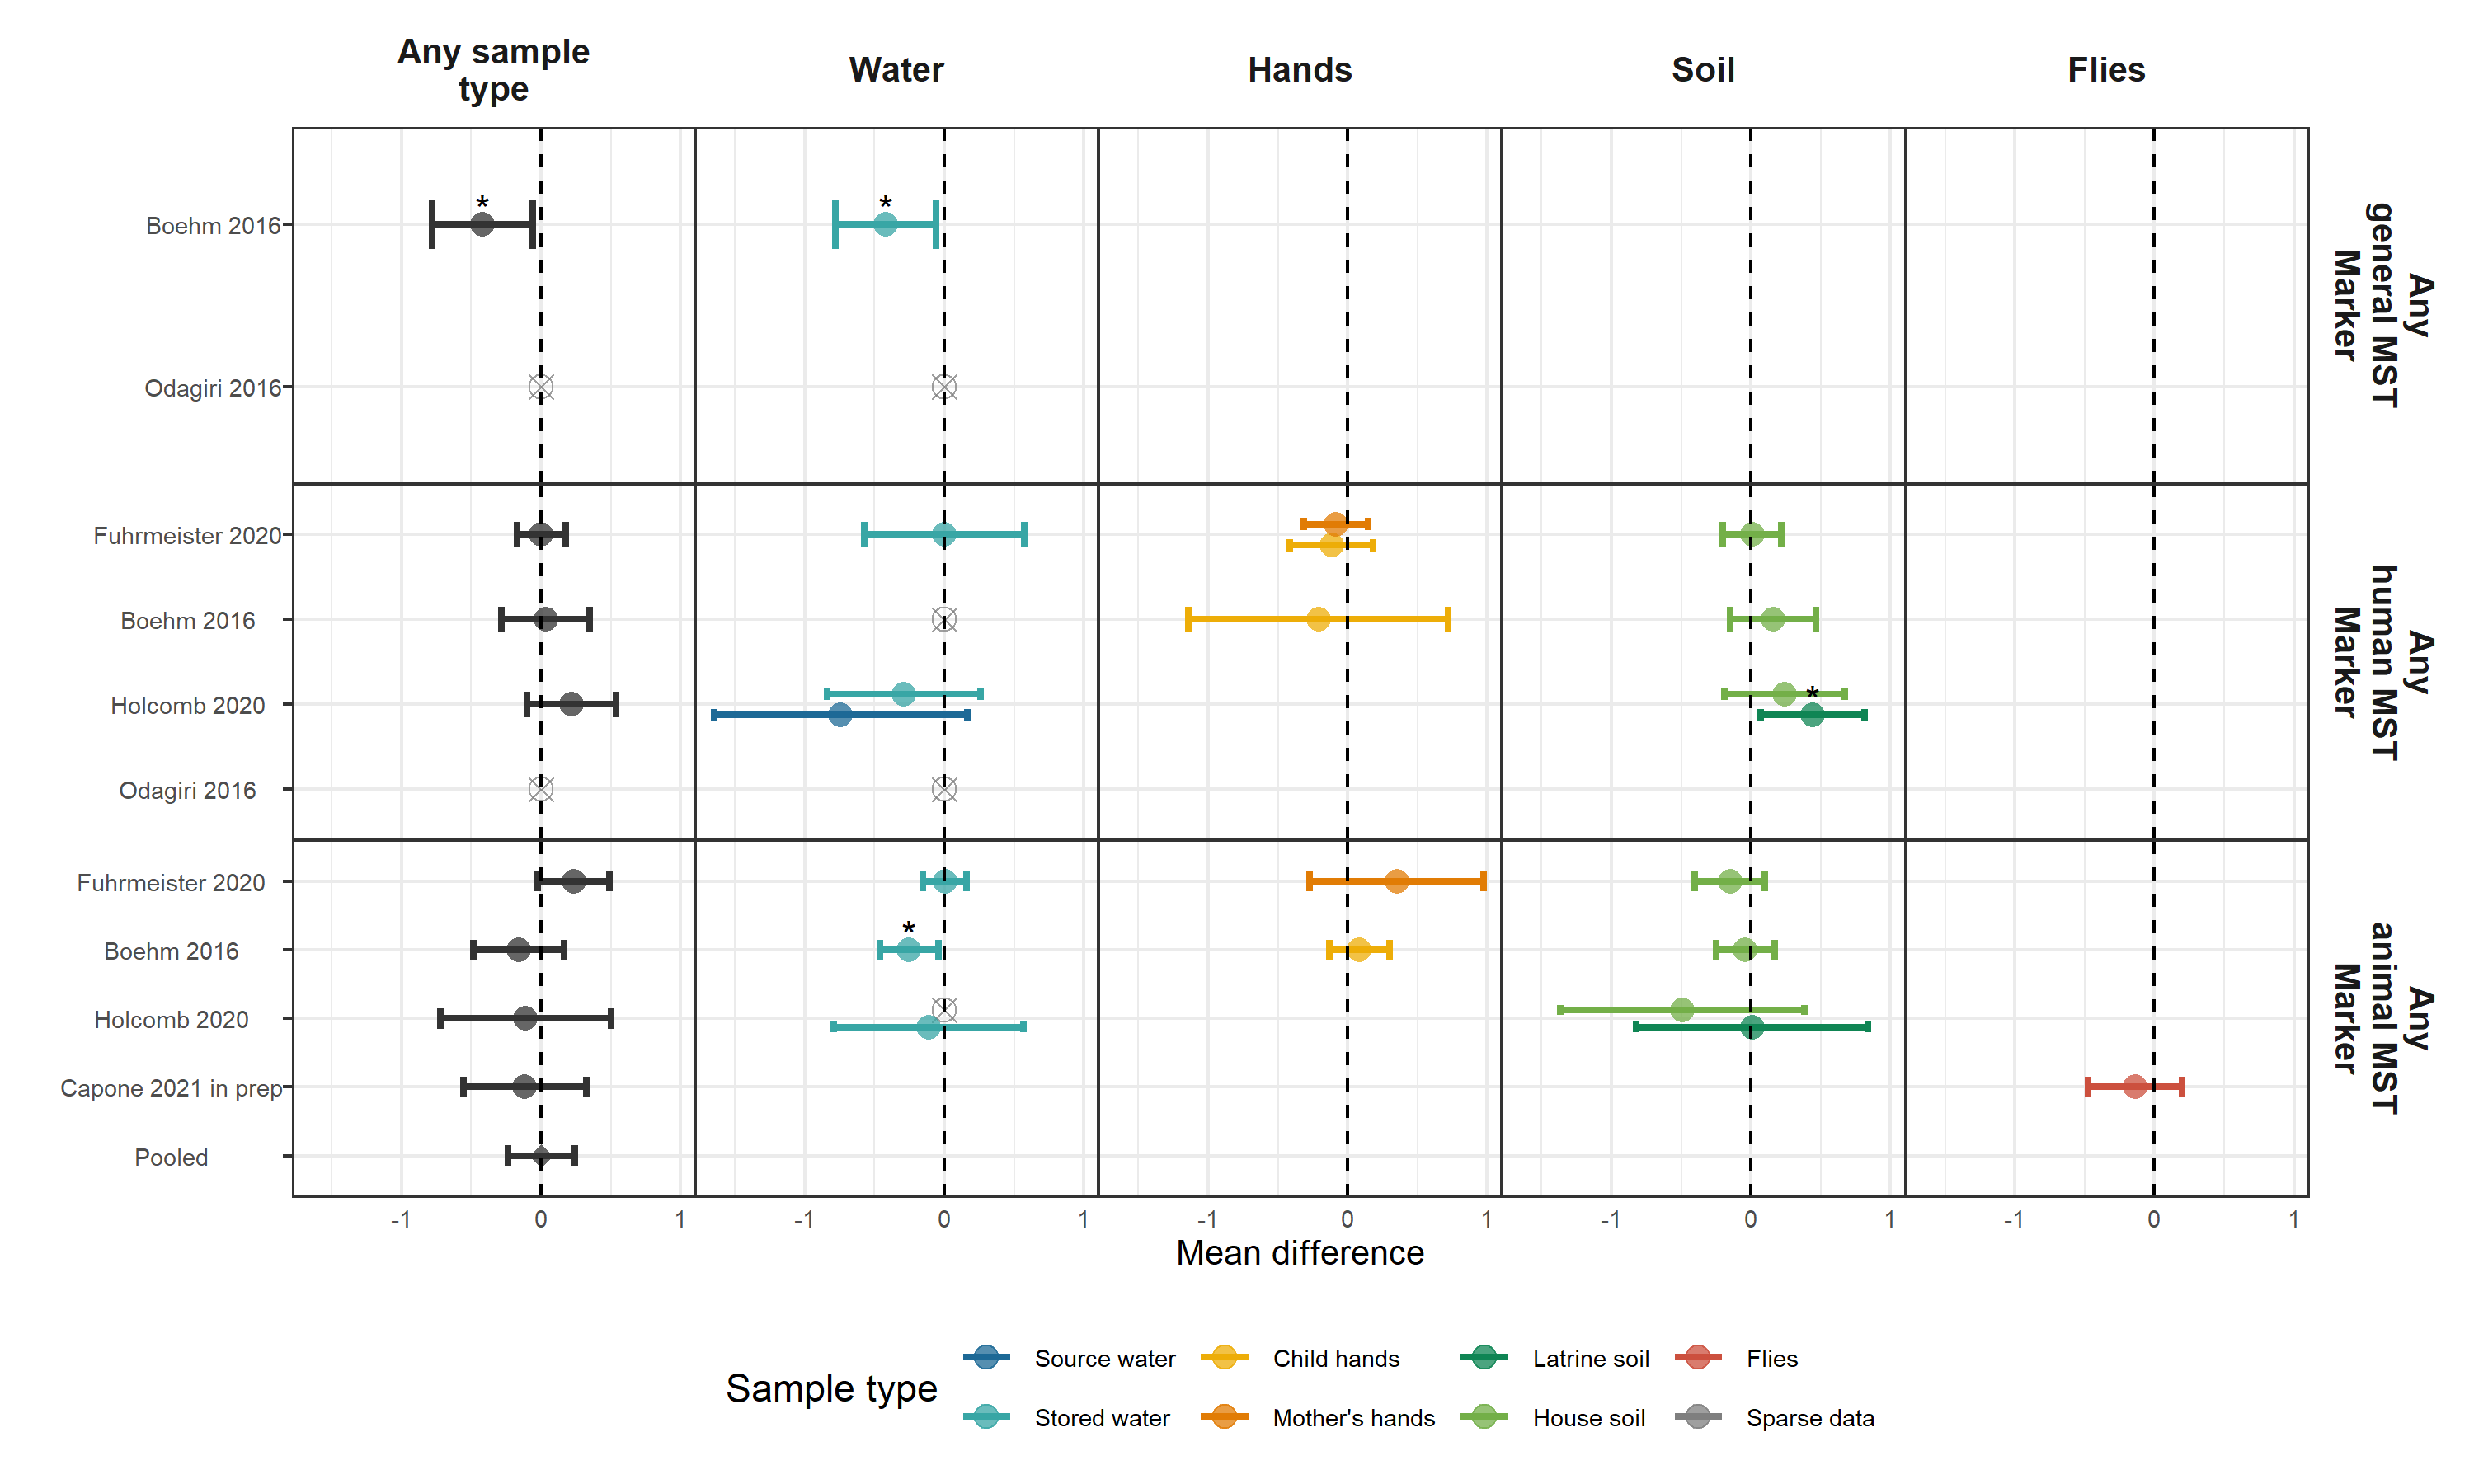 Any sample
type
Water
Hands
Soil
Flies
Boehm 2016
*
*
Odagiri 2016
Any
general MST
Marker
Fuhrmeister 2020
Boehm 2016
Holcomb 2020
*
Odagiri 2016
Any
human MST
Marker
Fuhrmeister 2020
Boehm 2016
*
Holcomb 2020
Capone 2021 in prep
Pooled
Any
animal MST
Marker
-1 0 1 -1 0 1 -1 0 1 -1 0 1 -1 0 1
Mean difference
Sample type
Source water Child hands Latrine soil Flies
Stored water Mother's hands House soil Sparse data